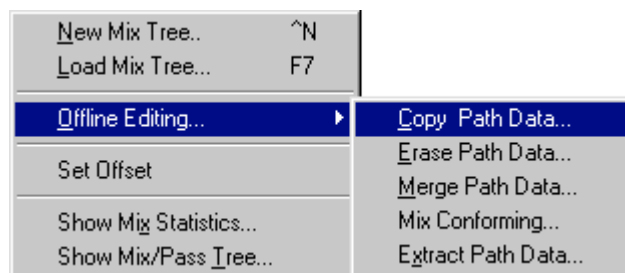 New Mix Tree.. ^N
Load Mix Tree... F7
Offline Editing...
Set Offset
Show Mix Statistics...
Show Mix/Pass Tree...
Copy Path Data...
Erase Path Data...
Merge Path Data...
Mix Conforming...
Extract Path Data...